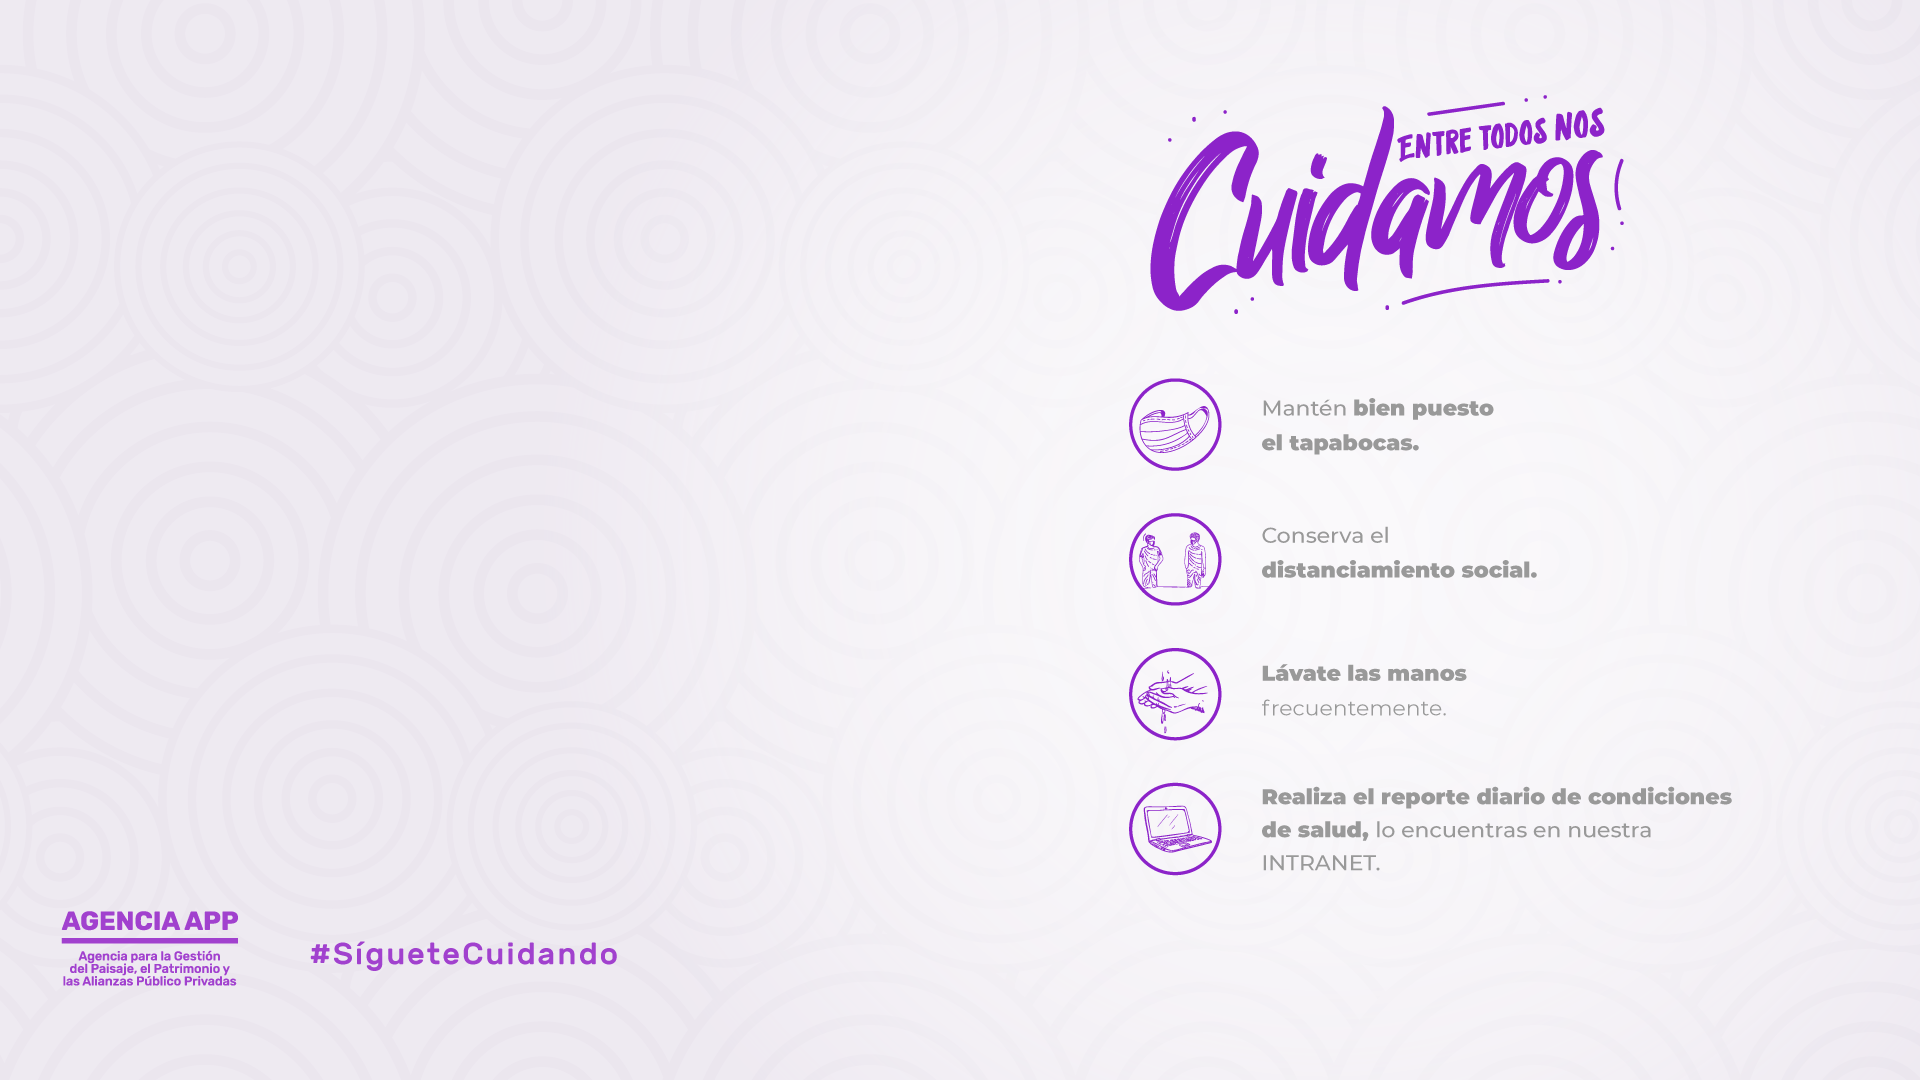 ENTRE TODOS NOS
Cuidamos
Mantén bien puesto
el tapabocas.
Conserva el
distanciamiento social.
Lávate las manos
frecuentemente.
Realiza el reporte diario de condiciones
de salud, lo encuentras en nuestra
INTRANET.
AGENCIA APP
Agencia para la Gestión
del Paisaje, el Patrimonio y
las Alianzas Público Privadas
#SígueteCuidando